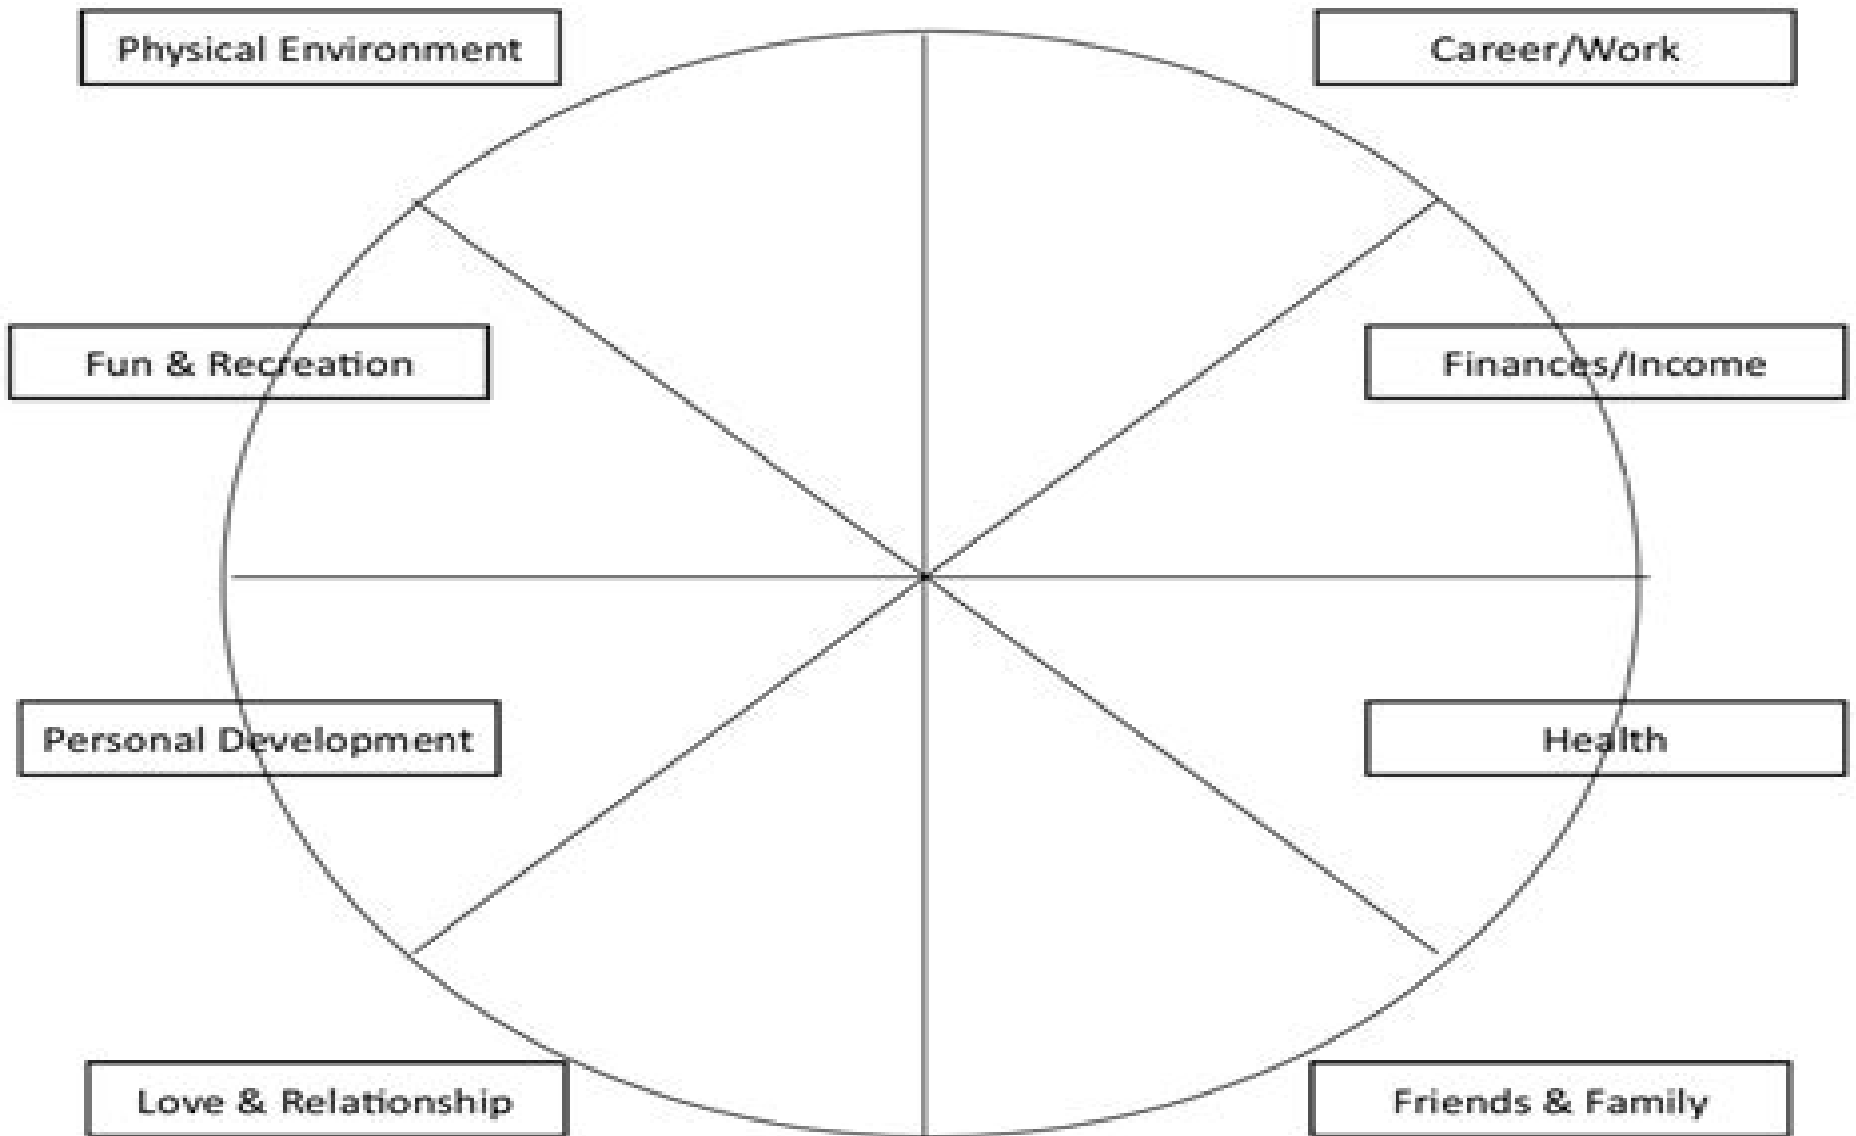 Physical Environment
Career/Work
Fun & Recreation
Finances/Income
Personal Development
Health
Love & Relationship
Friends & Family